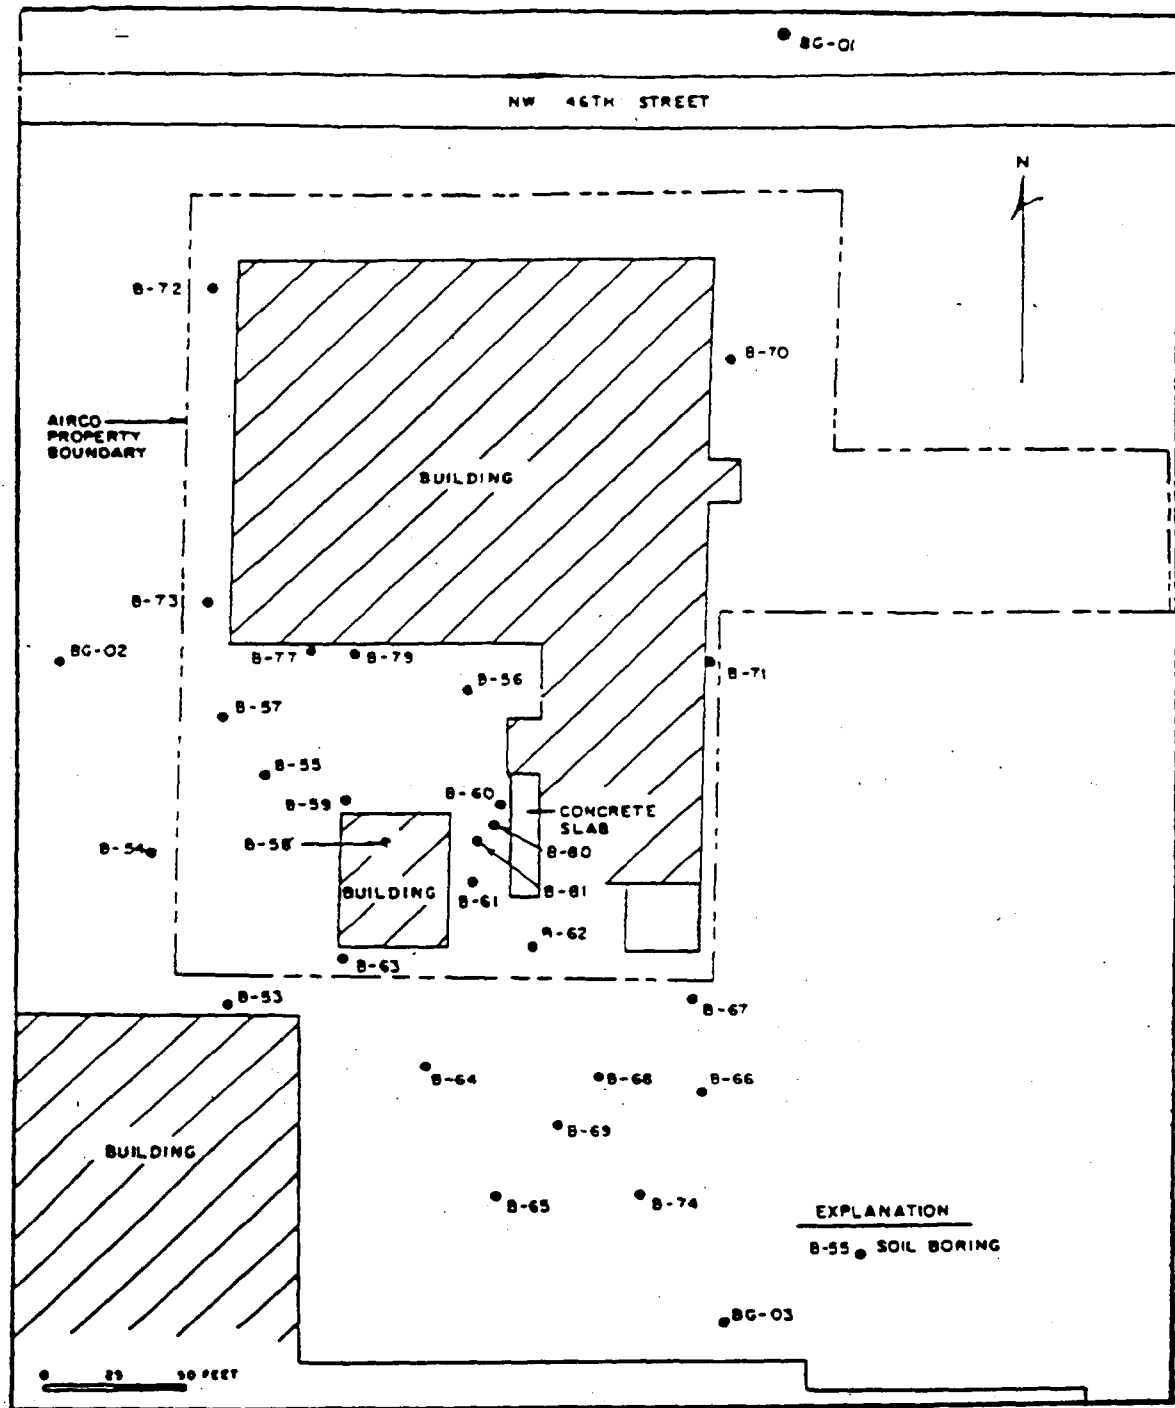 BG-01
NW 46TH STREET
N
B-72
B-70
AIRCO
PROPERTY
BOUNDARY
BUILDING
B-73
BG-02
B-77
B-79
B-71
B-56
B-57
B-55
B-59
B-60
CONCRETE
SLAB
B-58
B-54
B-80
BUILDING
B-61
B-81
B-62
B-63
B-53
B-67
B-64
B-68
B-66
B-69
BUILDING
B-65
B-74
EXPLANATION
B-55 SOIL BORING
BG-03
0 25 50 FEET